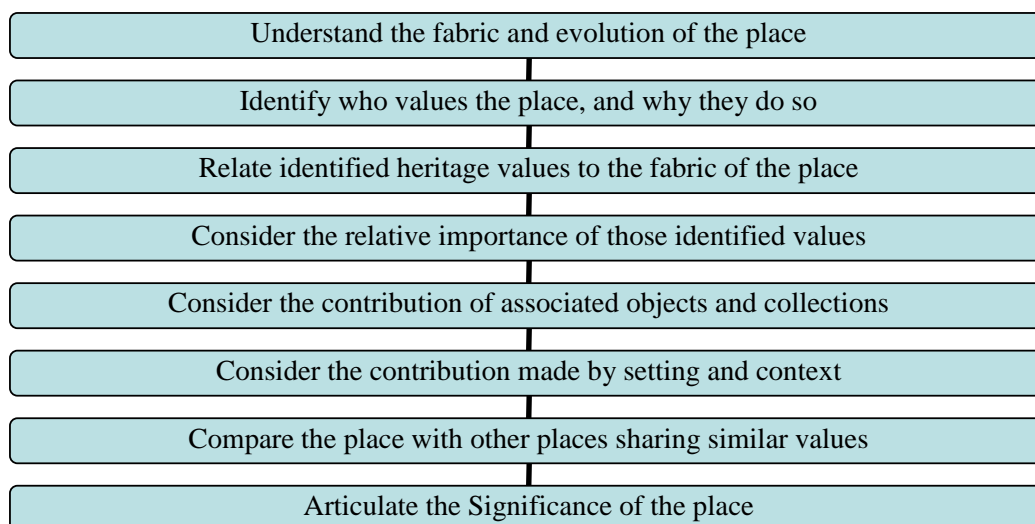 Understand the fabric and evolution of the place
Identify who values the place, and why they do so
Relate identified heritage values to the fabric of the place
Consider the relative importance of those identified values
Consider the contribution of associated objects and collections
Consider the contribution made by setting and context
Compare the place with other places sharing similar values
Articulate the Significance of the place